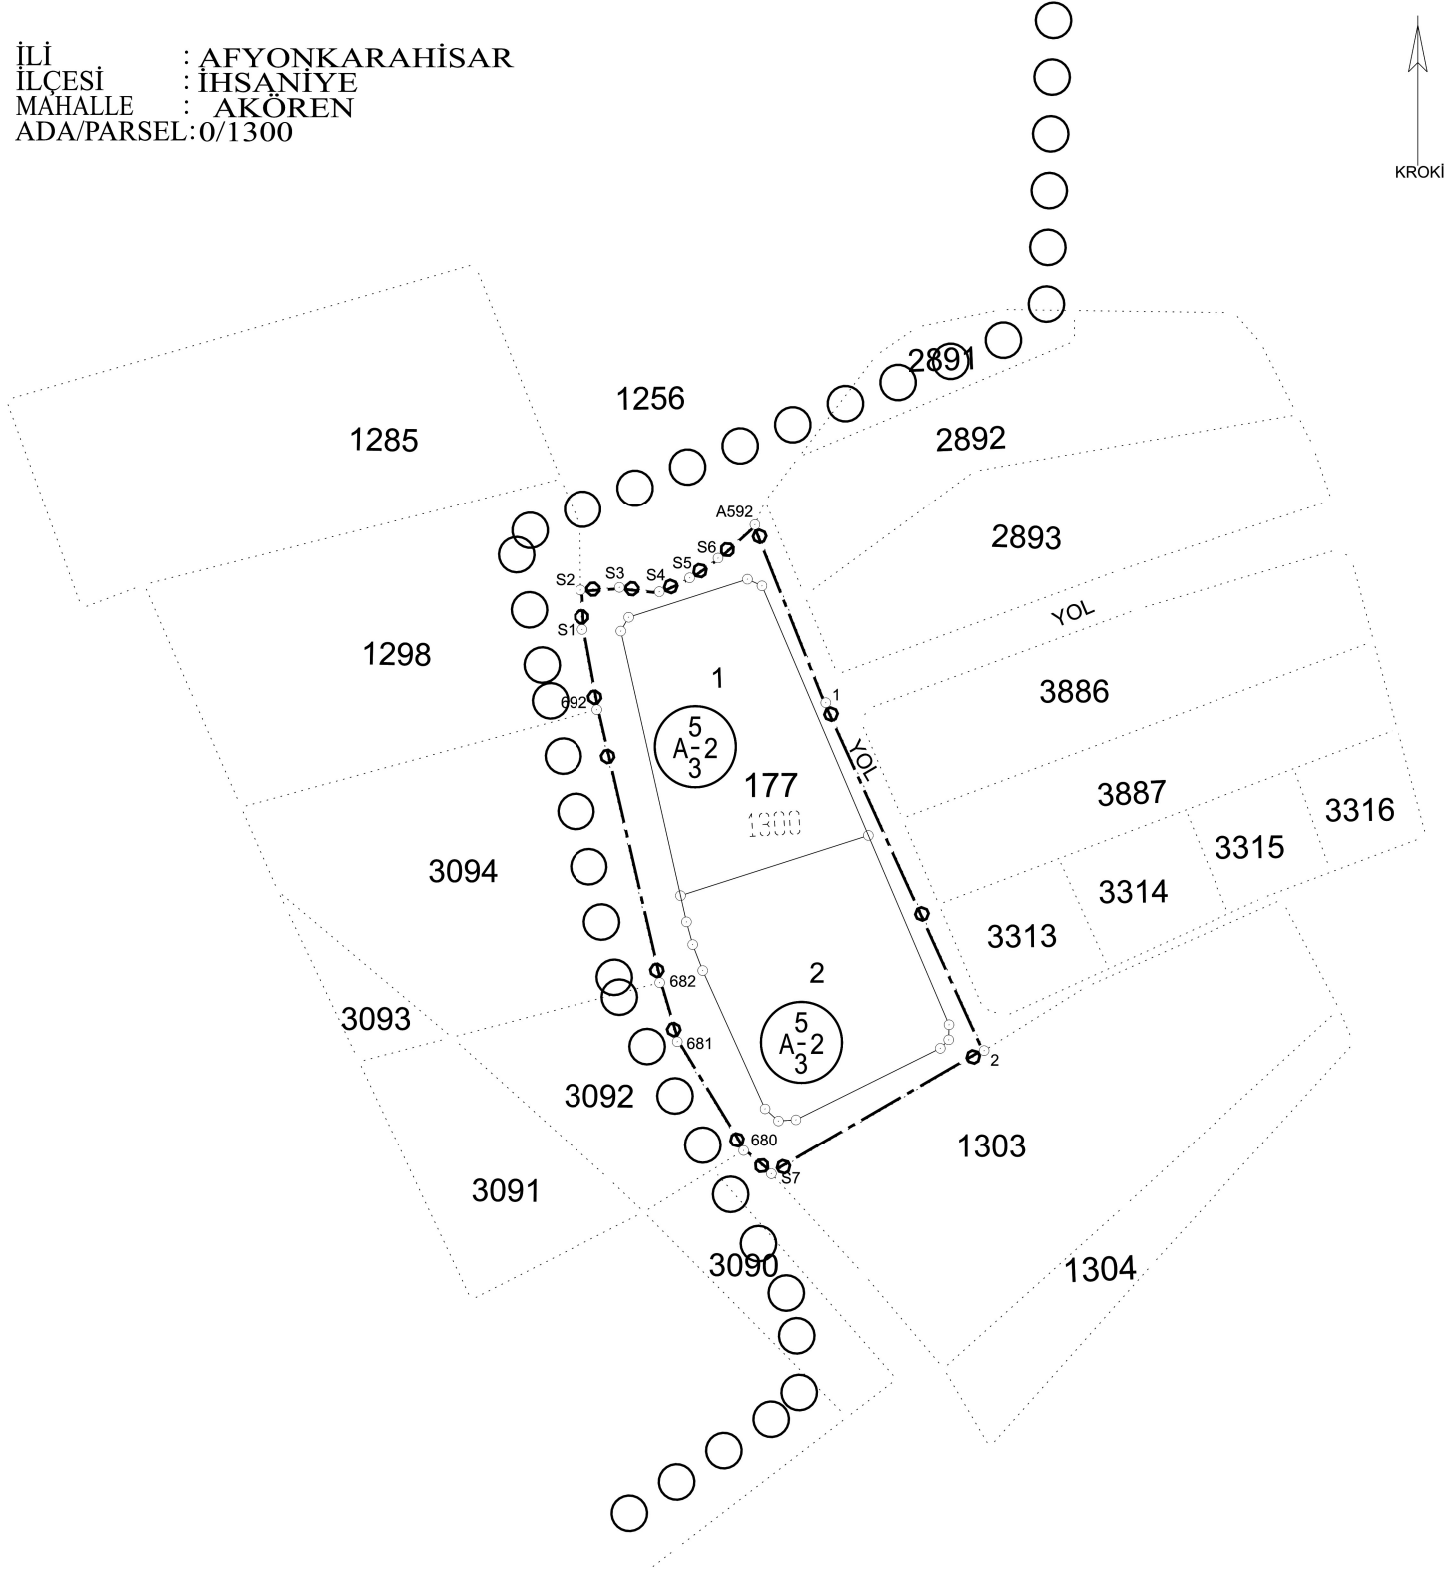 İLİ : AFYONKARAHİSAR
İLÇESİ : İHSANİYE
MAHALLE : AKÖREN
ADA/PARSEL:0/1300
KROKİ
2891
1256
1285
2892
A592
2893
S6
S5
S4
S3
S2
YOL
S1
1298
1
3886
692
1
5
A-2
3
YOL
177
3887
1300
3316
3315
3094
3314
3313
2
682
3093
5
A-2
3
681
2
3092
680
1303
S7
3091
3090
1304